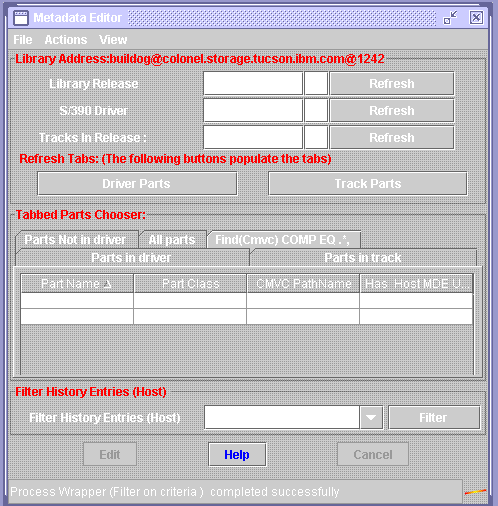 Metadata Editor
File Actions View
Library Address:buildog@colonel.storage.tucson.ibm.com@1242
Library Release Refresh
S/390 Driver Refresh
Tracks In Release : Refresh
Refresh Tabs: (The following buttons populate the tabs)
Driver Parts Track Parts
Tabbed Parts Chooser:
Parts Not in driver All parts Find(Cmvc) COMP EQ .*,
Parts in driver Parts in track
Part Name Part Class CMVC PathName Has Host MDE U...
Filter History Entries (Host)
Filter History Entries (Host) Filter
Edit Help Cancel
Process Wrapper (Filter on criteria ) completed successfully